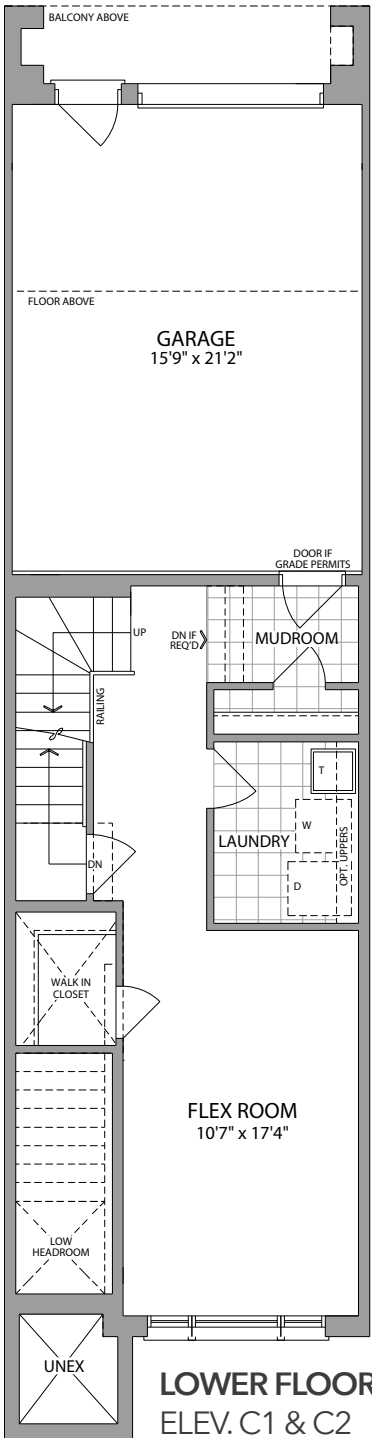 BALCONY ABOVE
FLOOR ABOVE
GARAGE
15'9" x 21'2"
DOOR IF
GRADE PERMITS
UP
DN IF
REQ'D
MUDROOM
RAILING
T
LAUNDRY
W
OPT. UPPERS
DN
D
WALK IN
CLOSET
FLEX ROOM
10'7" x 17'4"
LOW
HEADROOM
UNEX
LOWER FLOOR
ELEV. C1 & C2